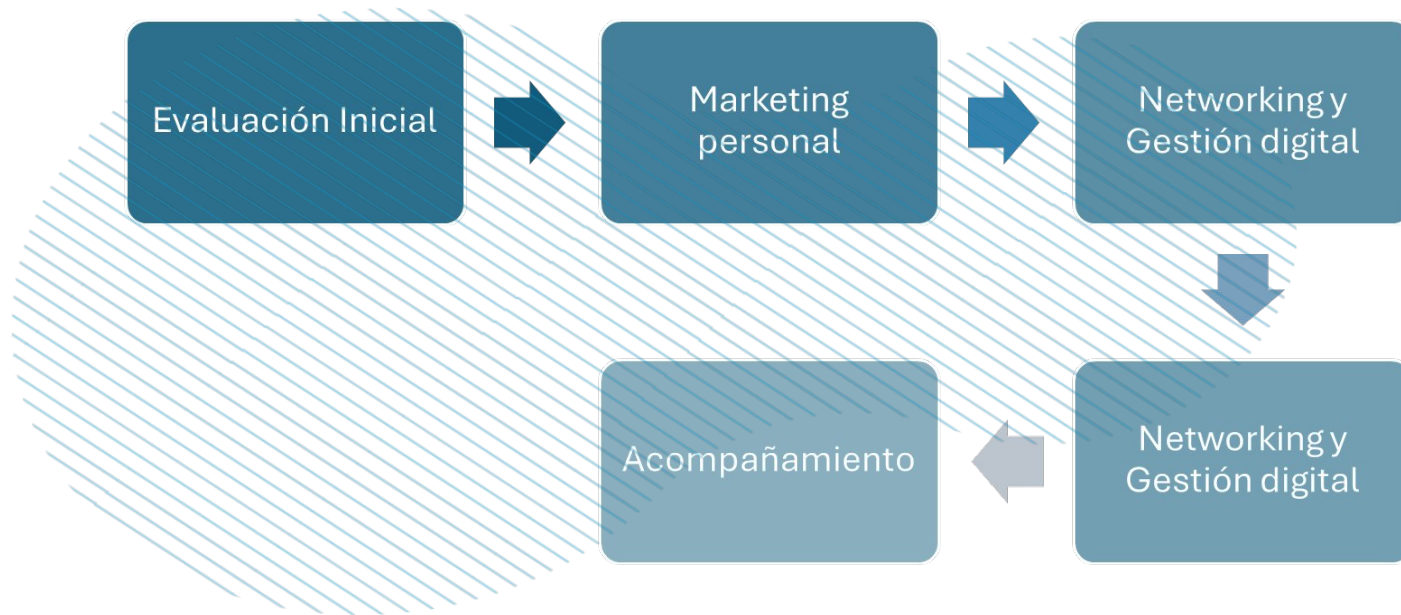 Evaluación Inicial
Marketing
personal
Networking y
Gestión digital
Networking y
Gestión digital
Acompañamiento